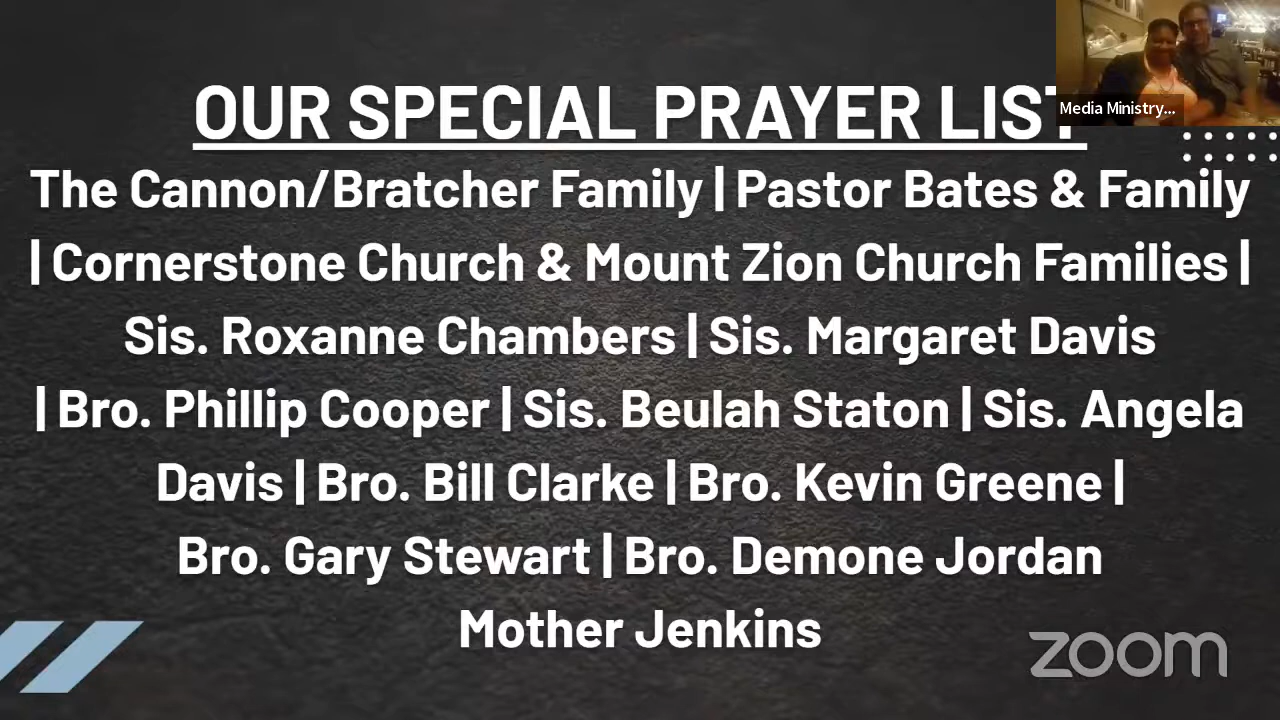 OUR SPECIAL PRAYER LIST
Media Ministry...
The Cannon/Bratcher Family | Pastor Bates & Family
| Cornerstone Church & Mount Zion Church Families |
Sis. Roxanne Chambers | Sis. Margaret Davis
| Bro. Phillip Cooper | Sis. Beulah Staton | Sis. Angela
Davis | Bro. Bill Clarke | Bro. Kevin Greene |
Bro. Gary Stewart | Bro. Demone Jordan
Mother Jenkins
zoom